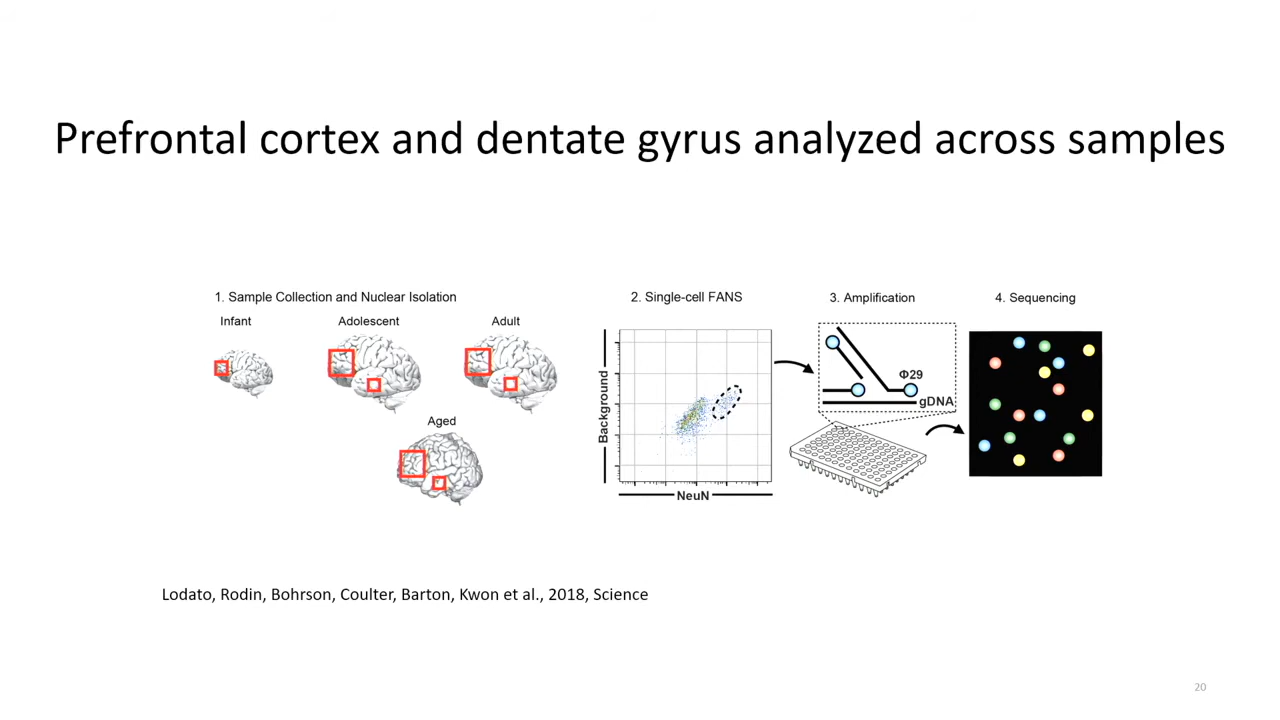 Prefrontal cortex and dentate gyrus analyzed across samples
1. Sample Collection and Nuclear Isolation
Infant
Adolescent
Adult
Aged
2. Single-cell FANS
Background
NeuN
3. Amplification
Φ29
gDNA
4. Sequencing
Lodato, Rodin, Bohrson, Coulter, Barton, Kwon et al., 2018, Science
20